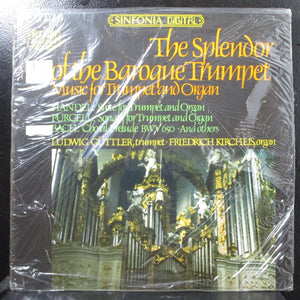 SINFONIA DIGITAL
The Splendor
of the Baroque Trumpet
Music for Trumpet and Organ
HANDEL: Suite for Trumpet and Organ
PURCELL: Sonata for Trumpet and Organ
BACH: Choral Prelude BWV 650 · And others
LUDWIG GÜTTLER, trumpet · FRIEDRICH KIRCHEIS, organ